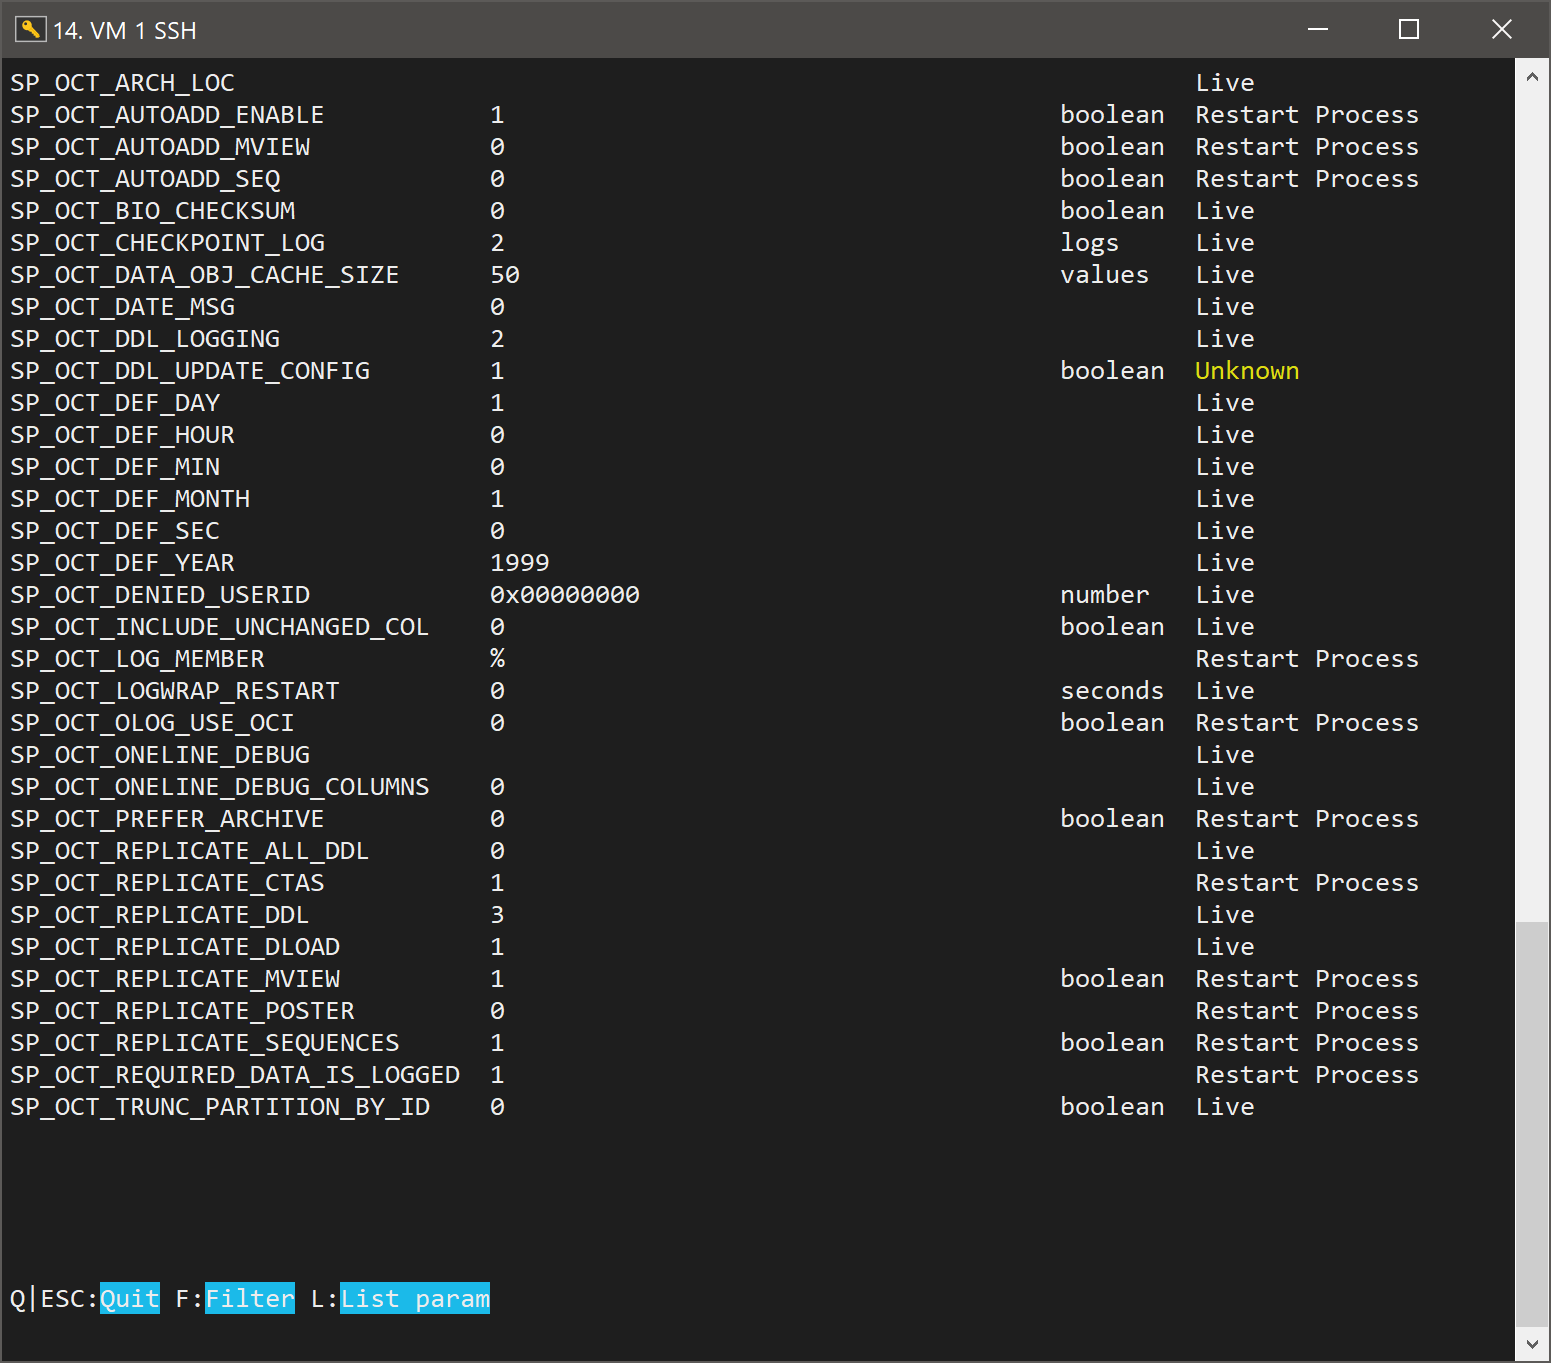 14. VM 1 SSH
SP_OCT_ARCH_LOC Live
SP_OCT_AUTOADD_ENABLE 1 boolean Restart Process
SP_OCT_AUTOADD_MVIEW 0 boolean Restart Process
SP_OCT_AUTOADD_SEQ 0 boolean Restart Process
SP_OCT_BIO_CHECKSUM 0 boolean Live
SP_OCT_CHECKPOINT_LOG 2 logs Live
SP_OCT_DATA_OBJ_CACHE_SIZE 50 values Live
SP_OCT_DATE_MSG 0 Live
SP_OCT_DDL_LOGGING 2 Live
SP_OCT_DDL_UPDATE_CONFIG 1 boolean Unknown
SP_OCT_DEF_DAY 1 Live
SP_OCT_DEF_HOUR 0 Live
SP_OCT_DEF_MIN 0 Live
SP_OCT_DEF_MONTH 1 Live
SP_OCT_DEF_SEC 0 Live
SP_OCT_DEF_YEAR 1999 Live
SP_OCT_DENIED_USERID 0x00000000 number Live
SP_OCT_INCLUDE_UNCHANGED_COL 0 boolean Live
SP_OCT_LOG_MEMBER % Restart Process
SP_OCT_LOGWRAP_RESTART 0 seconds Live
SP_OCT_OLOG_USE_OCI 0 boolean Restart Process
SP_OCT_ONELINE_DEBUG Live
SP_OCT_ONELINE_DEBUG_COLUMNS 0 Live
SP_OCT_PREFER_ARCHIVE 0 boolean Restart Process
SP_OCT_REPLICATE_ALL_DDL 0 Live
SP_OCT_REPLICATE_CTAS 1 Restart Process
SP_OCT_REPLICATE_DDL 3 Live
SP_OCT_REPLICATE_DLOAD 1 Live
SP_OCT_REPLICATE_MVIEW 1 boolean Restart Process
SP_OCT_REPLICATE_POSTER 0 Restart Process
SP_OCT_REPLICATE_SEQUENCES 1 boolean Restart Process
SP_OCT_REQUIRED_DATA_IS_LOGGED 1 Restart Process
SP_OCT_TRUNC_PARTITION_BY_ID 0 boolean Live
Q|ESC:Quit F:Filter L:List param